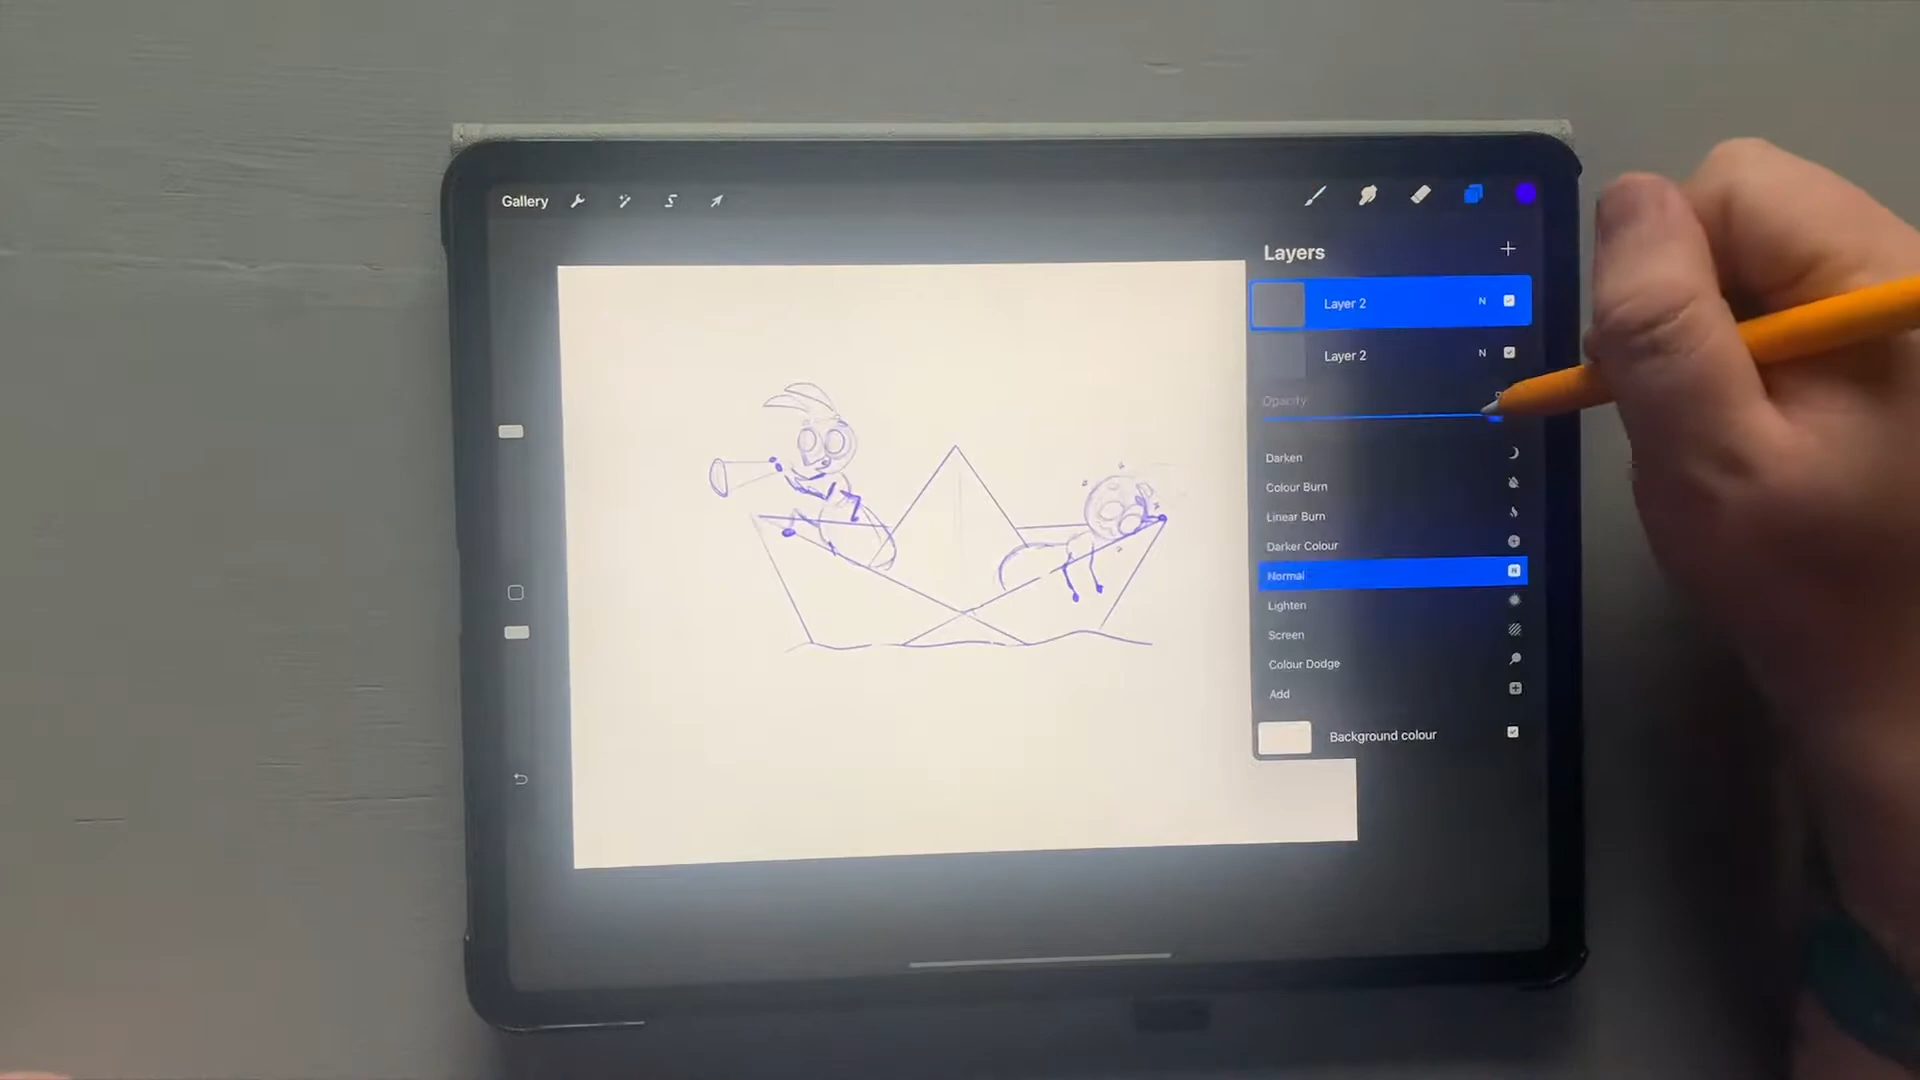 Gallery
Layers
Layer 2 N
Layer 2 N
Opacity
Darken
Colour Burn
Linear Burn
Darker Colour
Normal N
Lighten
Screen
Colour Dodge
Add
Background colour